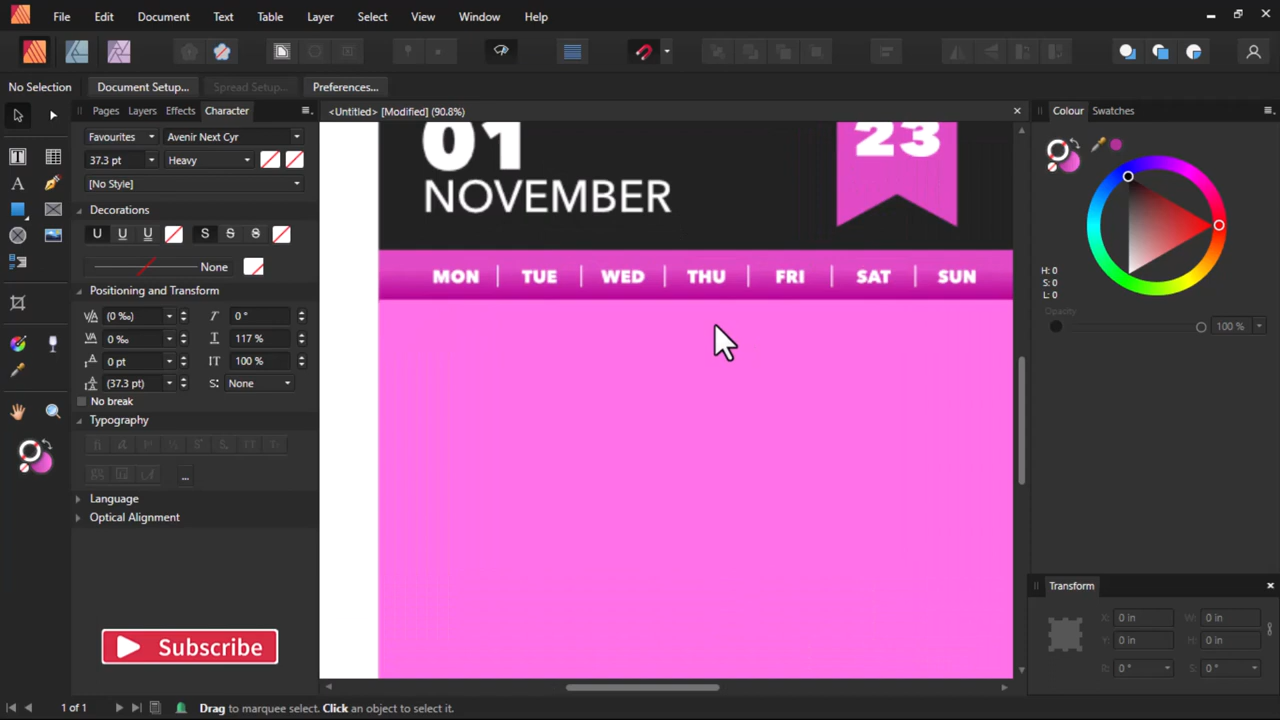 File Edit Document Text Table Layer Select View Window Help
No Selection Document Setup... Spread Setup... Preferences...
Pages Layers Effects Character
<Untitled> [Modified] (90.8%)
Colour Swatches
Favourites Avenir Next Cyr
37.3 pt Heavy
[No Style]
Decorations
U U U S S S
None
Positioning and Transform
(0 ‰) 0 °
0 ‰ 117 %
0 pt 100 %
(37.3 pt) None
No break
Typography
...
Language
Optical Alignment
Subscribe
01
NOVEMBER
23
MON TUE WED THU FRI SAT SUN
H: 0
S: 0
L: 0
Opacity 100 %
Transform
X: 0 in W: 0 in
Y: 0 in H: 0 in
R: 0 ° S: 0 °
1 of 1 Drag to marquee select. Click an object to select it.